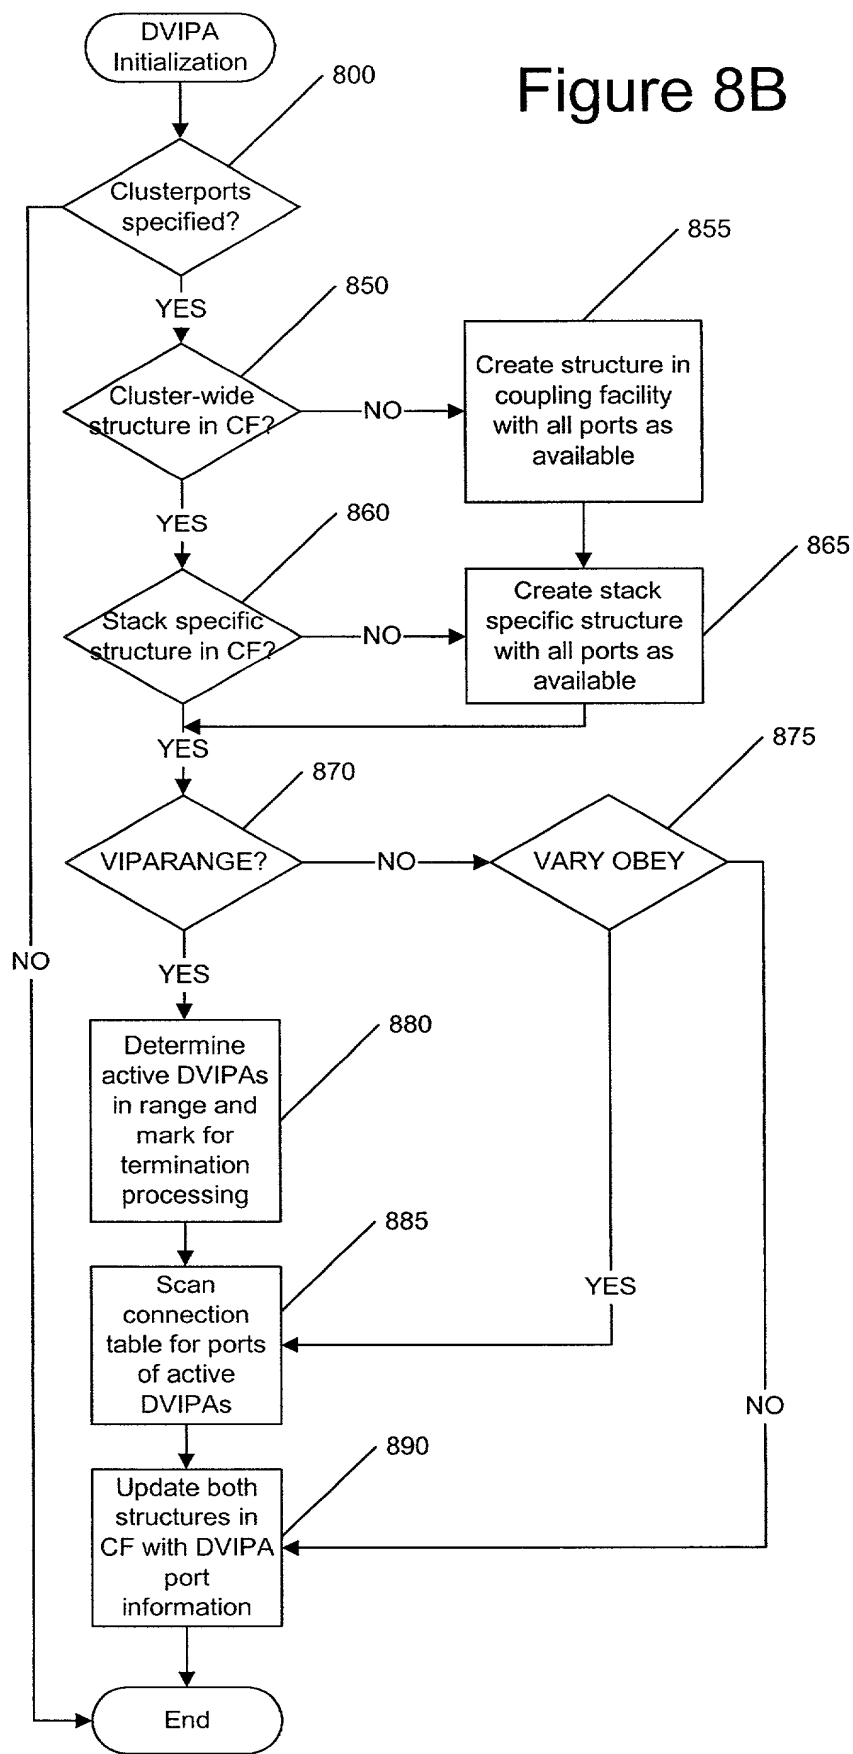 DVIPA
Initialization
Figure 8B
800
Clusterports
specified?
YES
850
855
Cluster-wide
structure in CF?
NO
Create structure in
coupling facility
with all ports as
available
YES
860
865
Stack specific
structure in CF?
NO
Create stack
specific structure
with all ports as
available
YES
870
875
VIPARANGE?
NO
VARY OBEY
NO
YES
880
Determine
active DVIPAs
in range and
mark for
termination
processing
885
Scan
connection
table for ports
of active
DVIPAs
YES
NO
890
Update both
structures in
CF with DVIPA
port
information
End